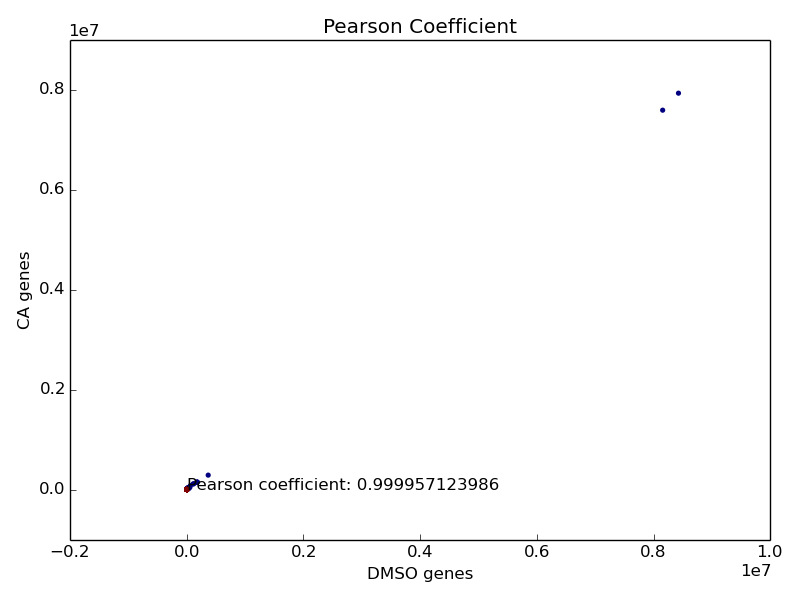 Pearson Coefficient
1e7
0.8
0.6
0.4
0.2
0.0
CA genes
Pearson coefficient: 0.999957123986
−0.2 0.0 0.2 0.4 0.6 0.8 1.0
1e7
DMSO genes